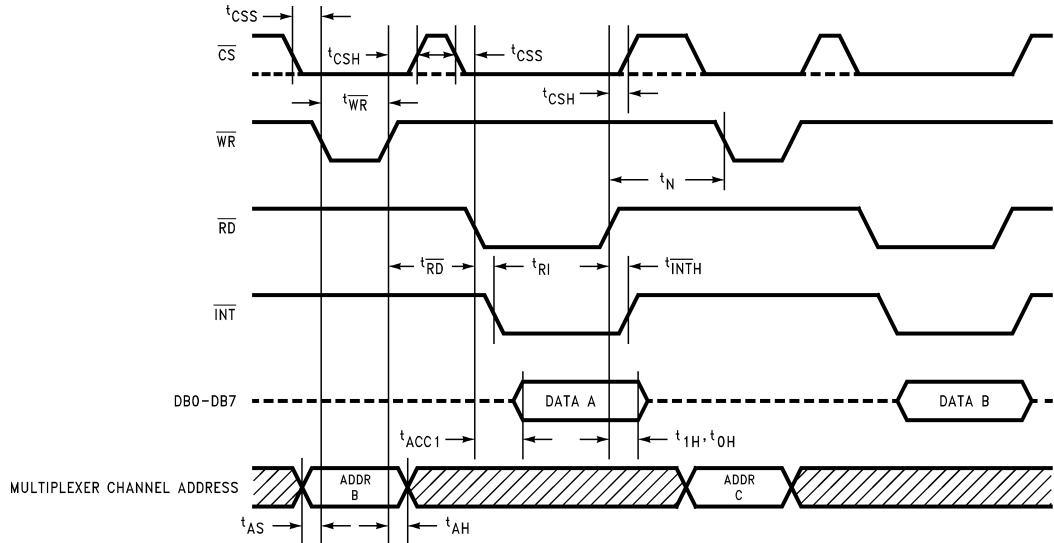 tCSS
CS
tCSH
tCSS
tWR
tCSH
WR
tN
RD
tRD
tRI
tINTH
INT
DB0-DB7
DATA A
DATA B
tACC1
t1H, t0H
MULTIPLEXER CHANNEL ADDRESS
ADDR
B
ADDR
C
tAS
tAH